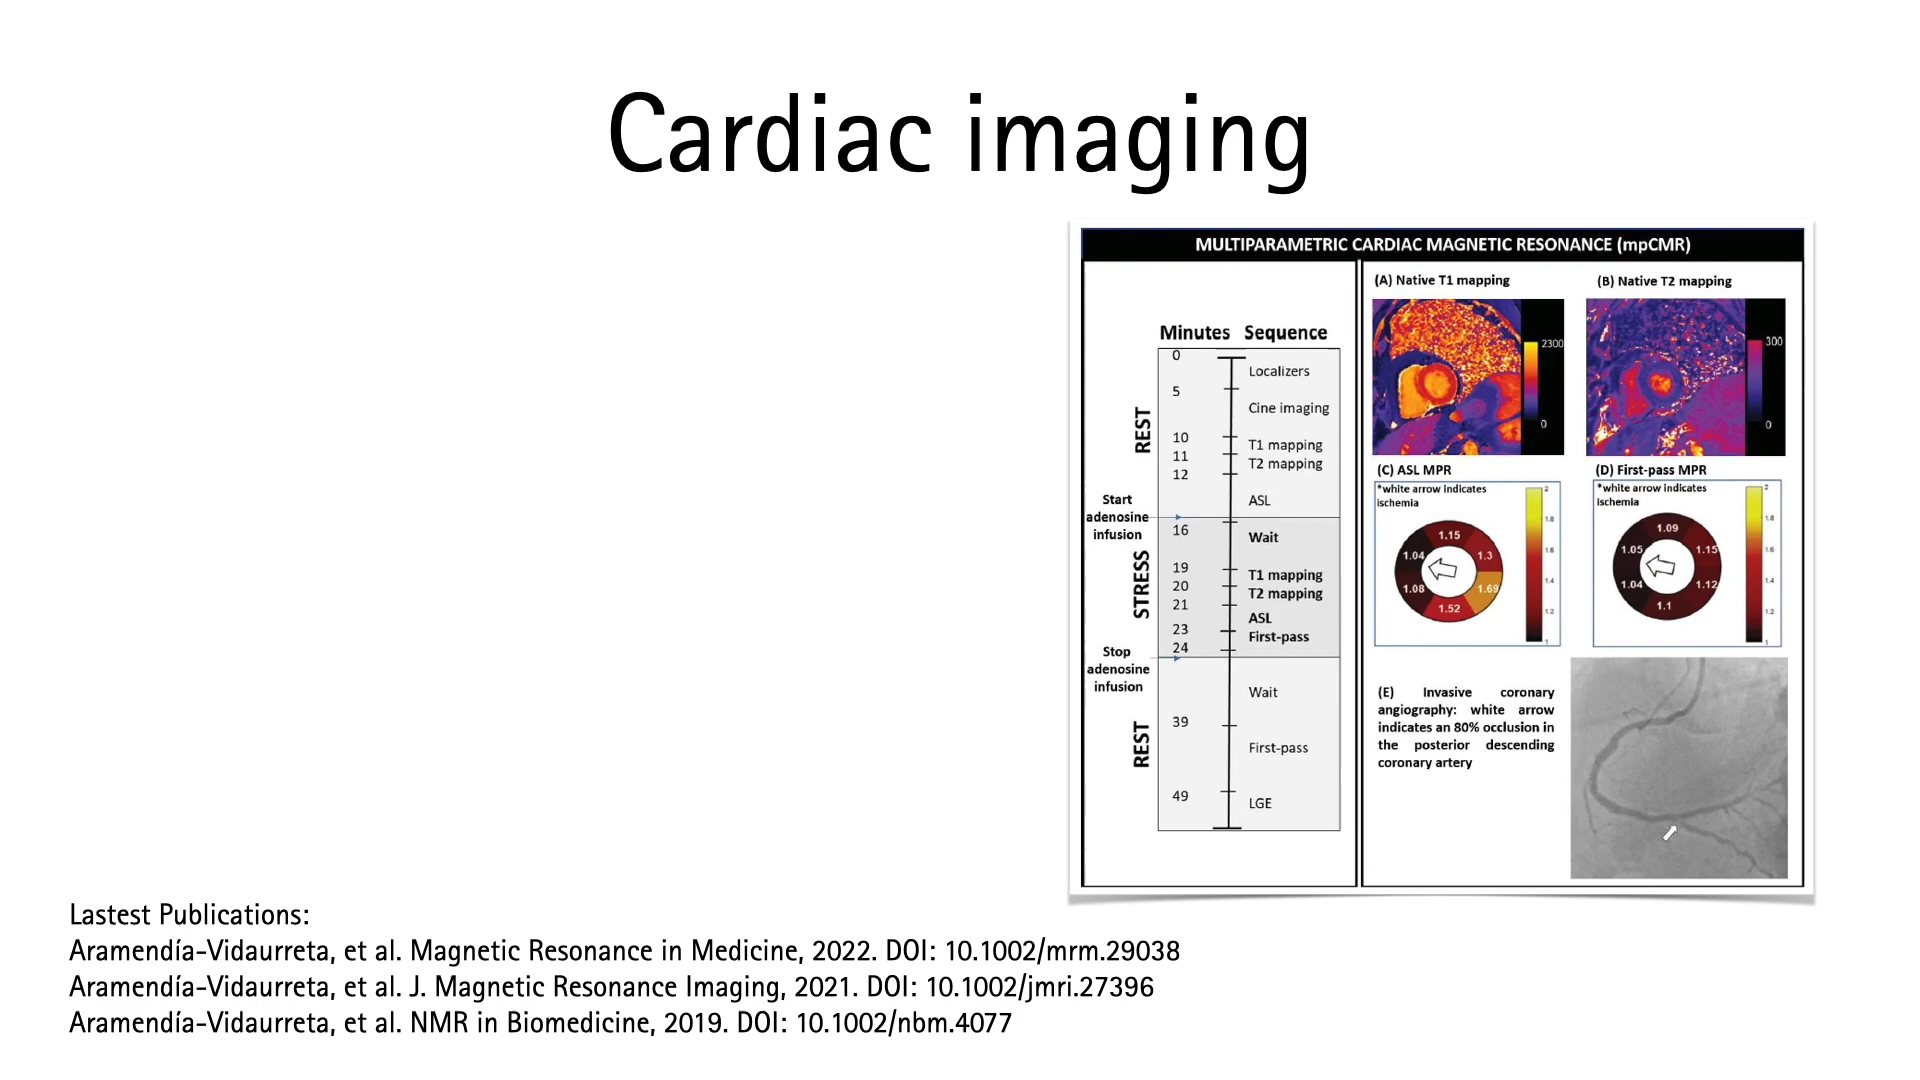 Cardiac imaging
MULTIPARAMETRIC CARDIAC MAGNETIC RESONANCE (mpCMR)
Minutes Sequence
REST
0
Localizers
5
Cine imaging
10
T1 mapping
11
T2 mapping
12
ASL
Start
adenosine
infusion
STRESS
16
Wait
19
T1 mapping
20
T2 mapping
21
ASL
23
First-pass
24
Stop
adenosine
infusion
REST
Wait
39
First-pass
49
LGE
(A) Native T1 mapping
2300
0
(B) Native T2 mapping
300
0
(C) ASL MPR
*white arrow indicates
ischemia
1.15
1.04
1.3
1.08
1.69
1.52
2
1.8
1.6
1.4
1.2
1
(D) First-pass MPR
*white arrow indicates
ischemia
1.09
1.05
1.15
1.04
1.12
1.1
2
1.8
1.6
1.4
1.2
1
(E) Invasive coronary
angiography: white arrow
indicates an 80% occlusion in
the posterior descending
coronary artery
Lastest Publications:
Aramendía-Vidaurreta, et al. Magnetic Resonance in Medicine, 2022. DOI: 10.1002/mrm.29038
Aramendía-Vidaurreta, et al. J. Magnetic Resonance Imaging, 2021. DOI: 10.1002/jmri.27396
Aramendía-Vidaurreta, et al. NMR in Biomedicine, 2019. DOI: 10.1002/nbm.4077